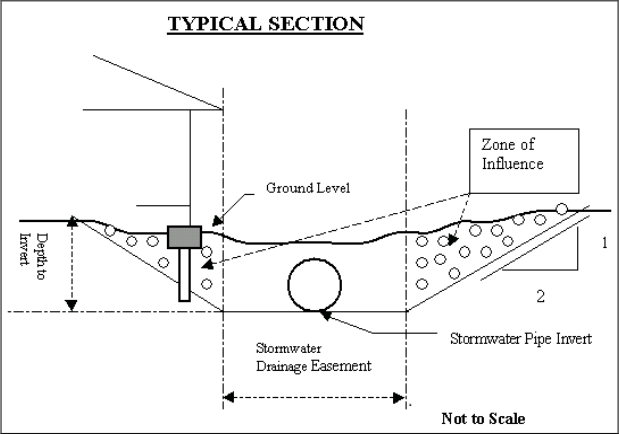 TYPICAL SECTION
Zone of
Influence
Ground Level
Depth to
Invert
1
2
Stormwater Pipe Invert
Stormwater
Drainage Easement
Not to Scale